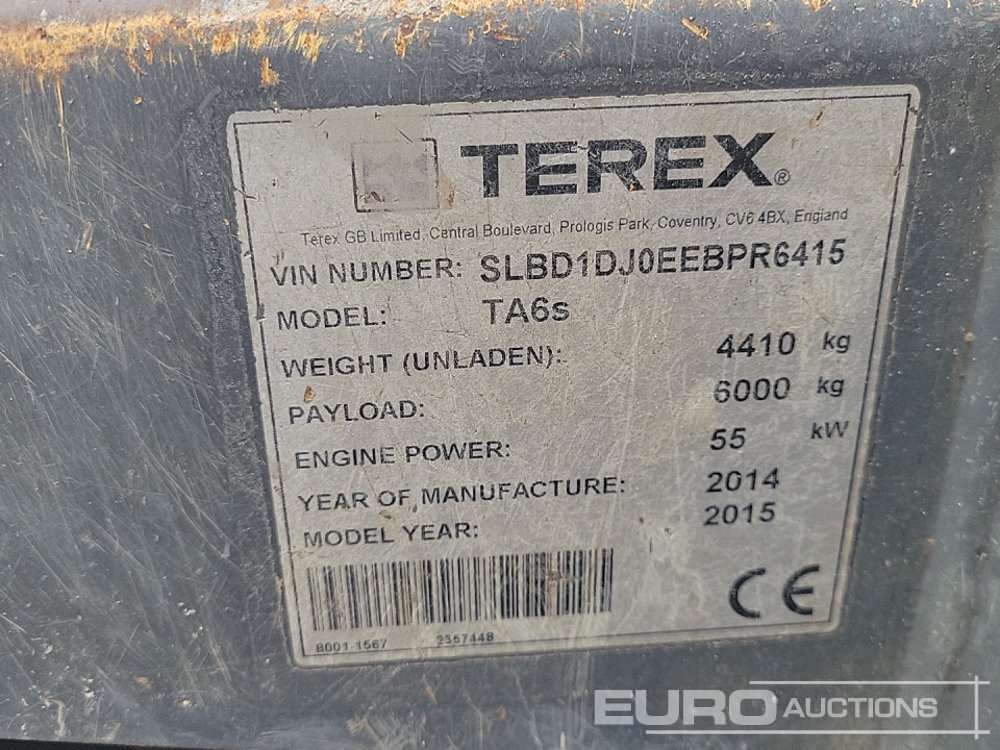 TEREX®
Terex GB Limited, Central Boulevard, Prologis Park, Coventry, CV6 4BX, England
VIN NUMBER: SLBD1DJ0EEBPR6415
MODEL: TA6s
WEIGHT (UNLADEN): 4410 kg
PAYLOAD: 6000 kg
ENGINE POWER: 55 kW
YEAR OF MANUFACTURE: 2014
MODEL YEAR: 2015
CE
8001-1567 2357448
EURO AUCTIONS